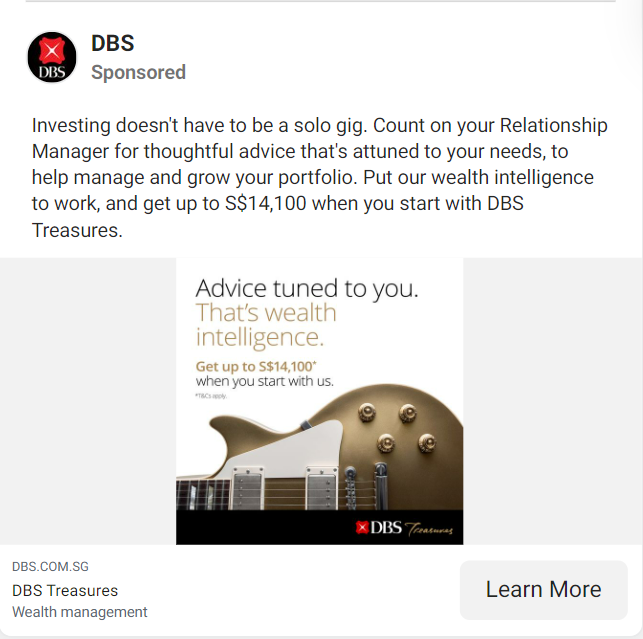 DBS
Sponsored
Investing doesn't have to be a solo gig. Count on your Relationship
Manager for thoughtful advice that's attuned to your needs, to
help manage and grow your portfolio. Put our wealth intelligence
to work, and get up to S$14,100 when you start with DBS
Treasures.
Advice tuned to you.
That's wealth
intelligence.
Get up to S$14,100*
when you start with us.
*T&Cs apply.
DBS Treasures
DBS.COM.SG
DBS Treasures
Wealth management
Learn More
DBS